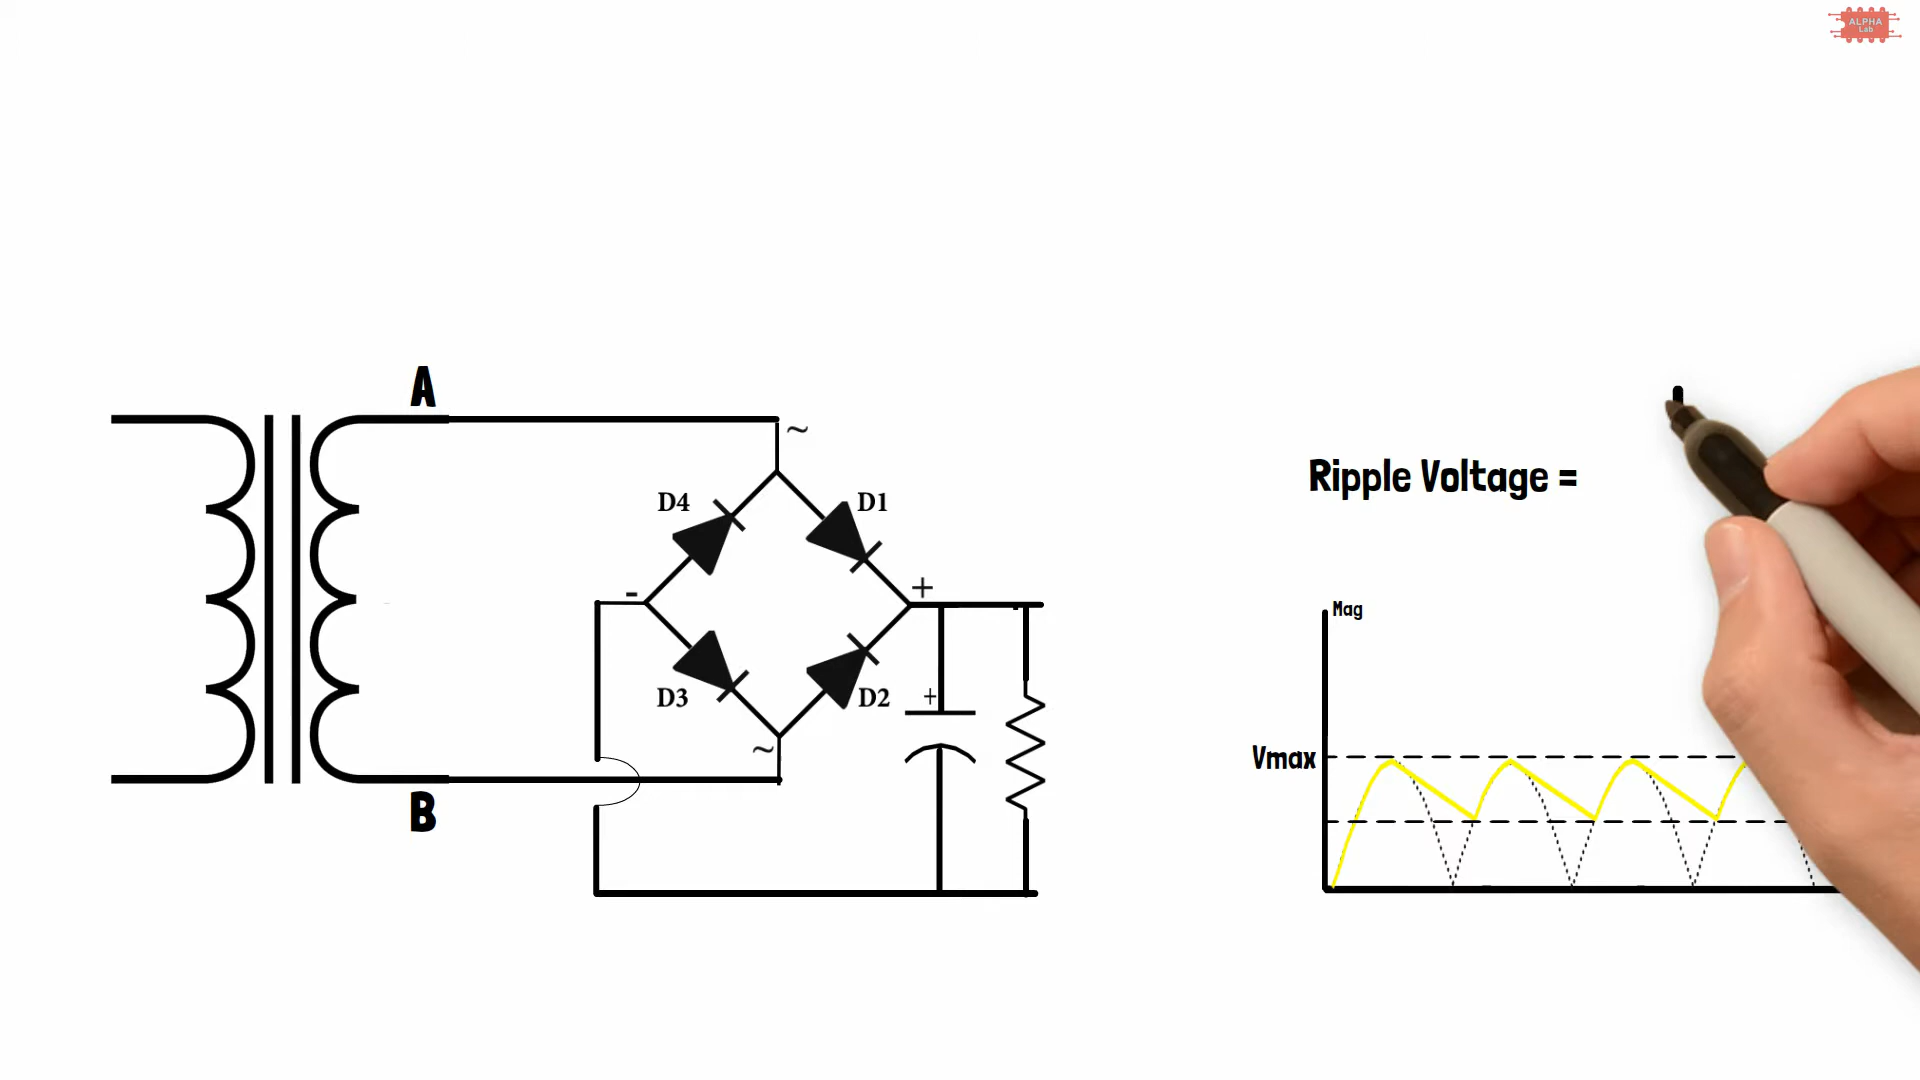 ALPHA
Lab
A
~
D4
D1
Ripple Voltage =
-
+
Mag
+
D3
D2
~
Vmax
B